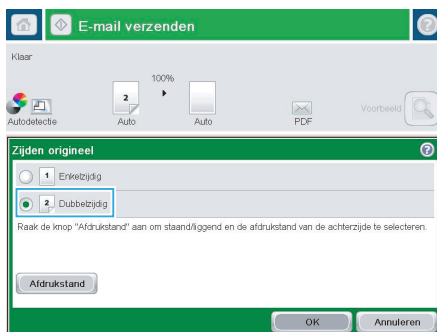 E-mail verzenden
Klaar
100%
2
Autodetectie
Auto
Auto
PDF
Voorbeeld
Zijden origineel
1 Enkelzijdig
2 Dubbelzijdig
Raak de knop "Afdrukstand" aan om staand/liggend en de afdrukstand van de achterzijde te selecteren.
Afdrukstand
OK
Annuleren